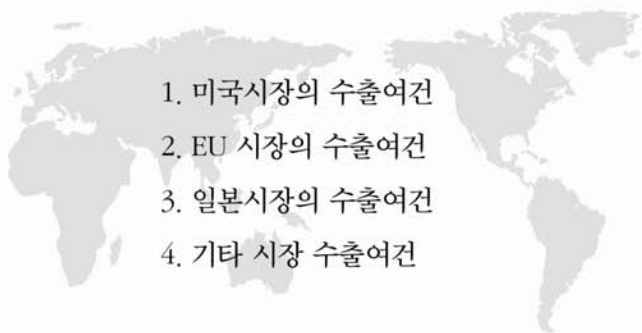 1. 미국시장의 수출여건
2. EU 시장의 수출여건
3. 일본시장의 수출여건
4. 기타 시장 수출여건